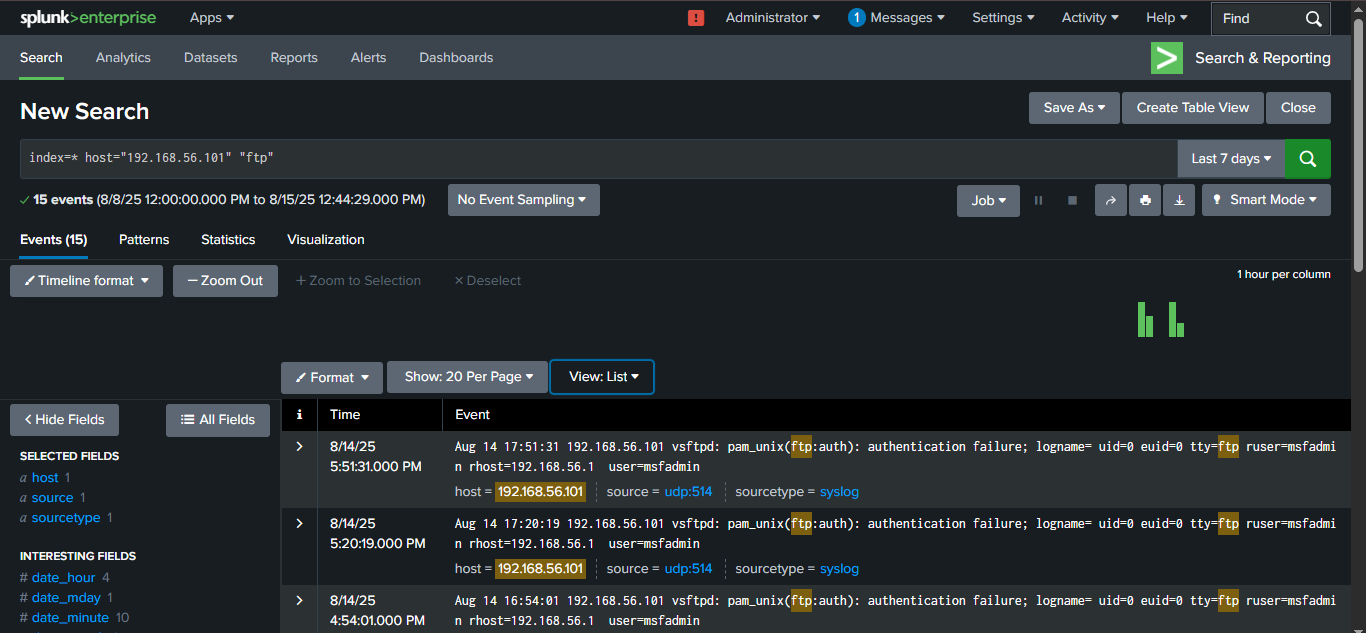 splunk>enterprise Apps Administrator 1 Messages Settings Activity Help Find
Search Analytics Datasets Reports Alerts Dashboards Search & Reporting
New Search Save As Create Table View Close
index=* host="192.168.56.101" "ftp" Last 7 days
15 events (8/8/25 12:00:00.000 PM to 8/15/25 12:44:29.000 PM) No Event Sampling Job Smart Mode
Events (15) Patterns Statistics Visualization
Timeline format — Zoom Out + Zoom to Selection × Deselect 1 hour per column
Format Show: 20 Per Page View: List
< Hide Fields All Fields i Time Event
SELECTED FIELDS
a host 1
a source 1
a sourcetype 1
INTERESTING FIELDS
# date_hour 4
# date_mday 1
# date_minute 10
> 8/14/25 Aug 14 17:51:31 192.168.56.101 vsftpd: pam_unix(ftp:auth): authentication failure; logname= uid=0 euid=0 tty=ftp ruser=msfadmi
5:51:31.000 PM n rhost=192.168.56.1 user=msfadmin
host = 192.168.56.101 source = udp:514 sourcetype = syslog
> 8/14/25 Aug 14 17:20:19 192.168.56.101 vsftpd: pam_unix(ftp:auth): authentication failure; logname= uid=0 euid=0 tty=ftp ruser=msfadmi
5:20:19.000 PM n rhost=192.168.56.1 user=msfadmin
host = 192.168.56.101 source = udp:514 sourcetype = syslog
> 8/14/25 Aug 14 16:54:01 192.168.56.101 vsftpd: pam_unix(ftp:auth): authentication failure; logname= uid=0 euid=0 tty=ftp ruser=msfadmi
4:54:01.000 PM n rhost=192.168.56.1 user=msfadmin